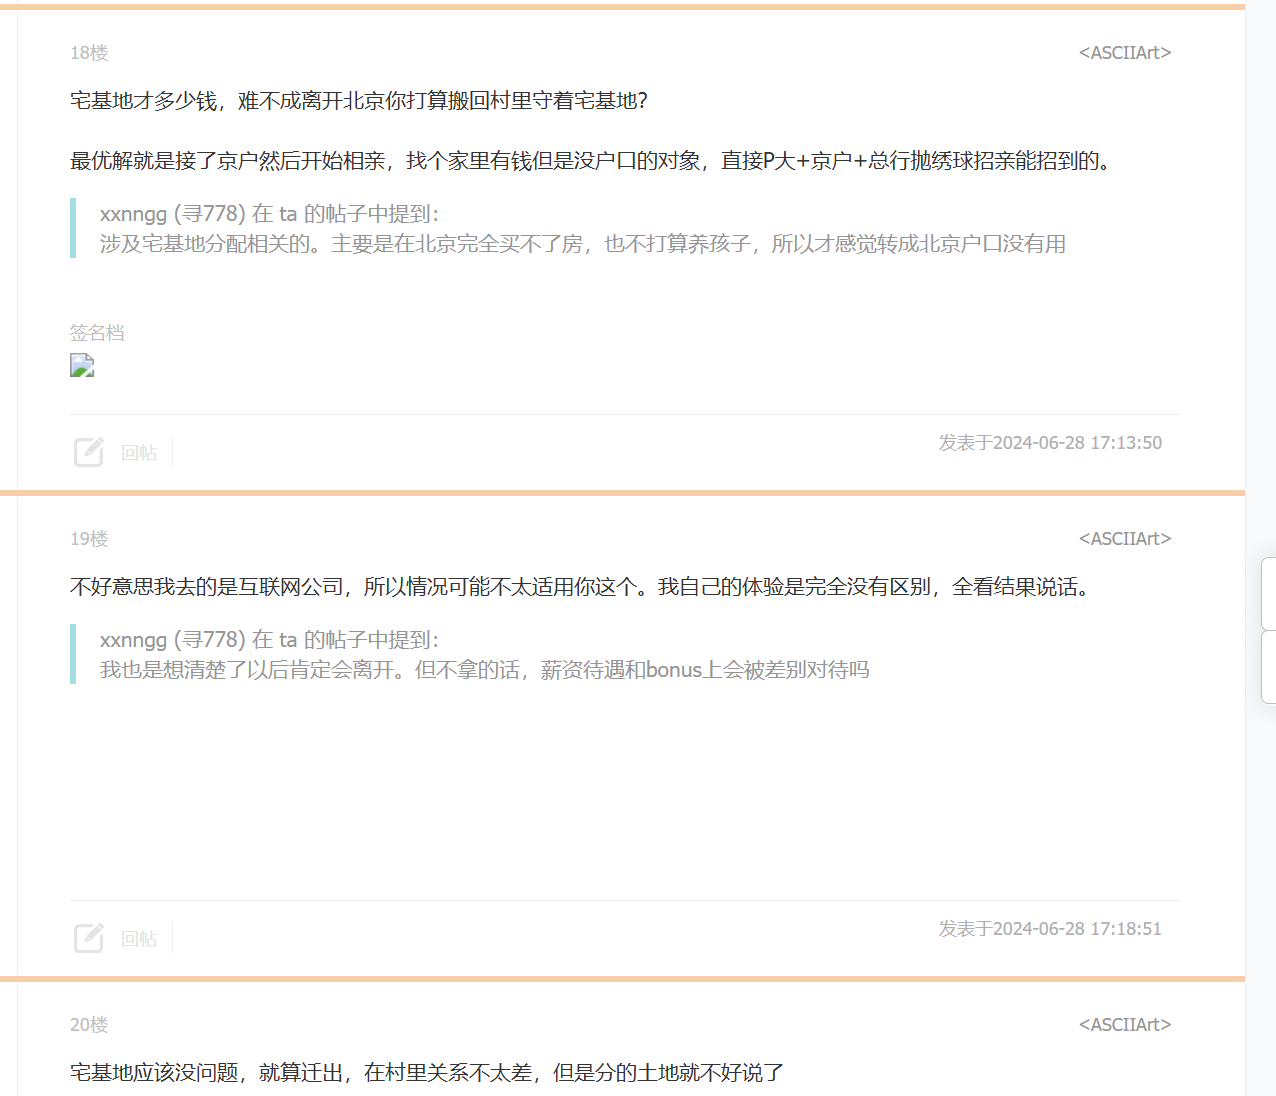 18楼
<ASCIIArt>
宅基地才多少钱，难不成离开北京你打算搬回村里守着宅基地？
最优解就是接了京户然后开始相亲，找个家里有钱但是没户口的对象，直接P大+京户+总行抛绣球招亲能招到的。
xxnngg (寻778) 在 ta 的帖子中提到：
涉及宅基地分配相关的。主要是在北京完全买不了房，也不打算养孩子，所以才感觉转成北京户口没有用
签名档
回帖
发表于2024-06-28 17:13:50
19楼
<ASCIIArt>
不好意思我去的是互联网公司，所以情况可能不太适用你这个。我自己的体验是完全没有区别，全看结果说话。
xxnngg (寻778) 在 ta 的帖子中提到：
我也是想清楚了以后肯定会离开。但不拿的话，薪资待遇和bonus上会被差别对待吗
回帖
发表于2024-06-28 17:18:51
20楼
<ASCIIArt>
宅基地应该没问题，就算迁出，在村里关系不太差，但是分的土地就不好说了